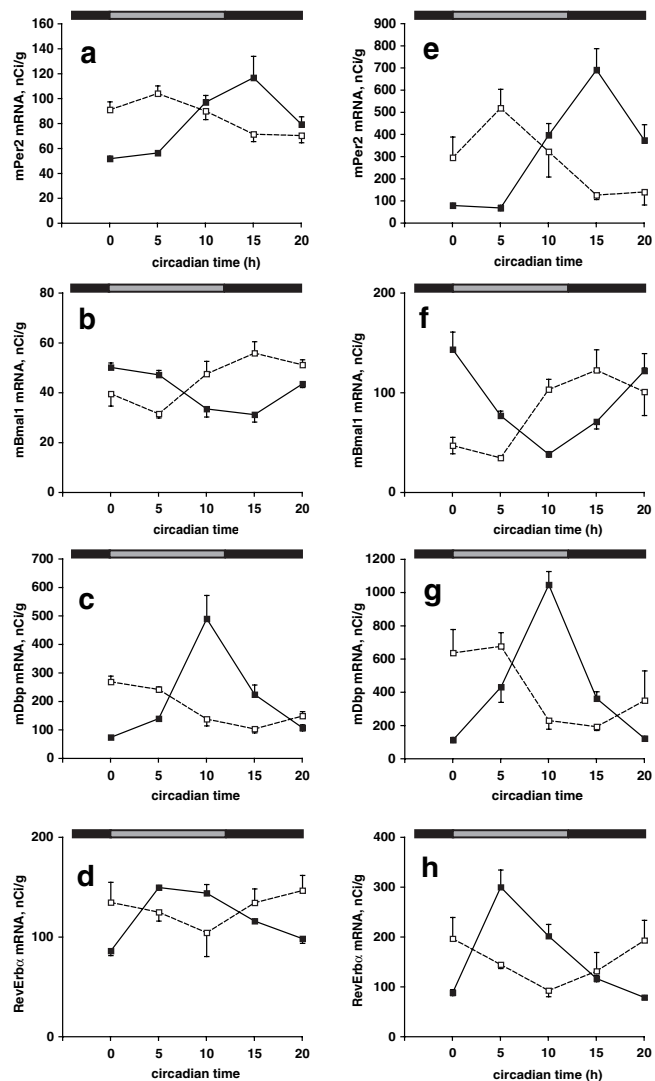 a
mPer2 mRNA, nCi/g
160
140
120
100
80
60
40
20
0
0 5 10 15 20
circadian time (h)
e
mPer2 mRNA, nCi/g
900
800
700
600
500
400
300
200
100
0
0 5 10 15 20
circadian time
b
mBmal1 mRNA, nCi/g
80
60
40
20
0
0 5 10 15 20
circadian time
f
mBmal1 mRNA, nCi/g
200
100
0
0 5 10 15 20
circadian time (h)
c
mDbp mRNA, nCi/g
700
600
500
400
300
200
100
0
0 5 10 15 20
circadian time
g
mDbp mRNA, nCi/g
1200
1000
800
600
400
200
0
0 5 10 15 20
circadian time
d
RevErbα mRNA, nCi/g
200
100
0
0 5 10 15 20
circadian time
h
RevErbα mRNA, nCi/g
400
300
200
100
0
0 5 10 15 20
circadian time (h)